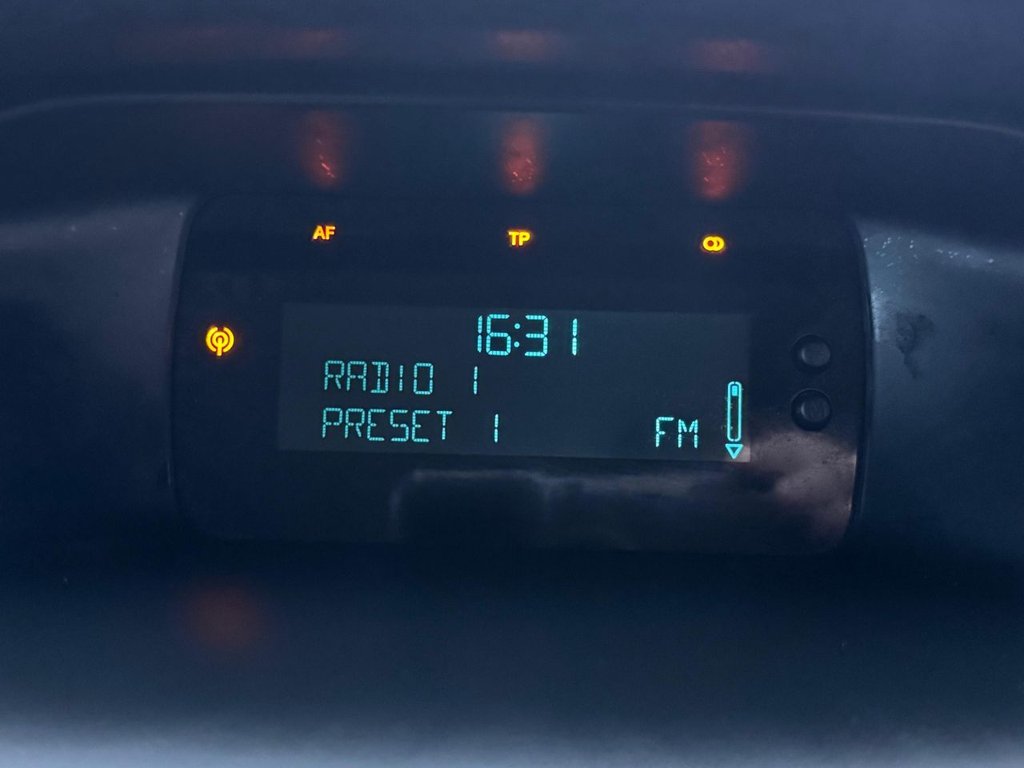 AF TP
16:31
RADIO 1
PRESET 1 FM